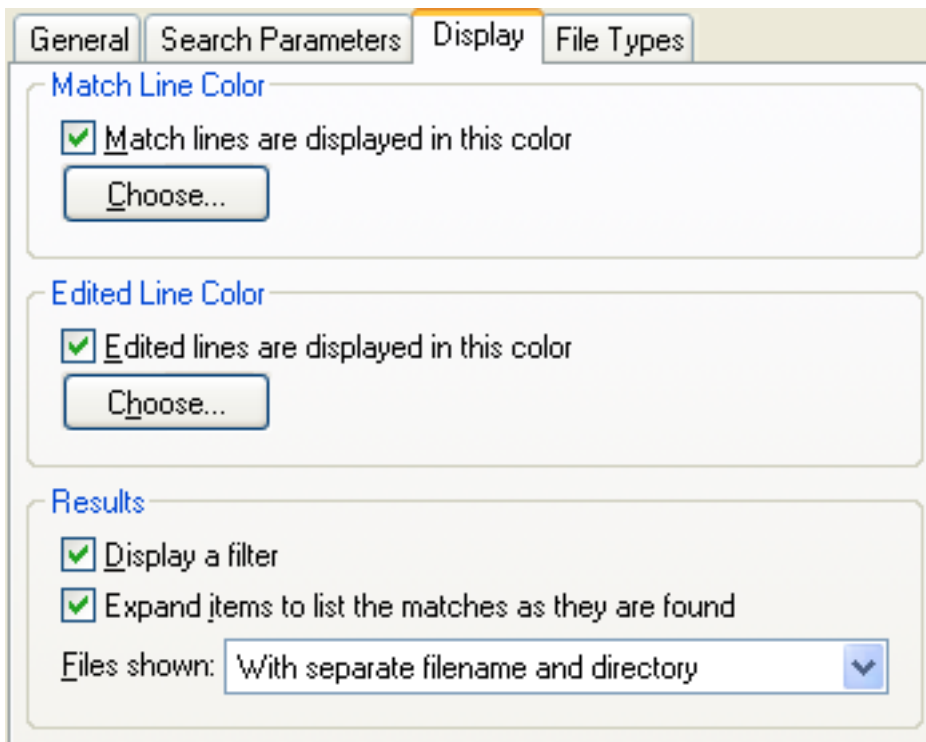 General Search Parameters Display File Types
Match Line Color
Match lines are displayed in this color
Choose...
Edited Line Color
Edited lines are displayed in this color
Choose...
Results
Display a filter
Expand items to list the matches as they are found
Files shown: With separate filename and directory